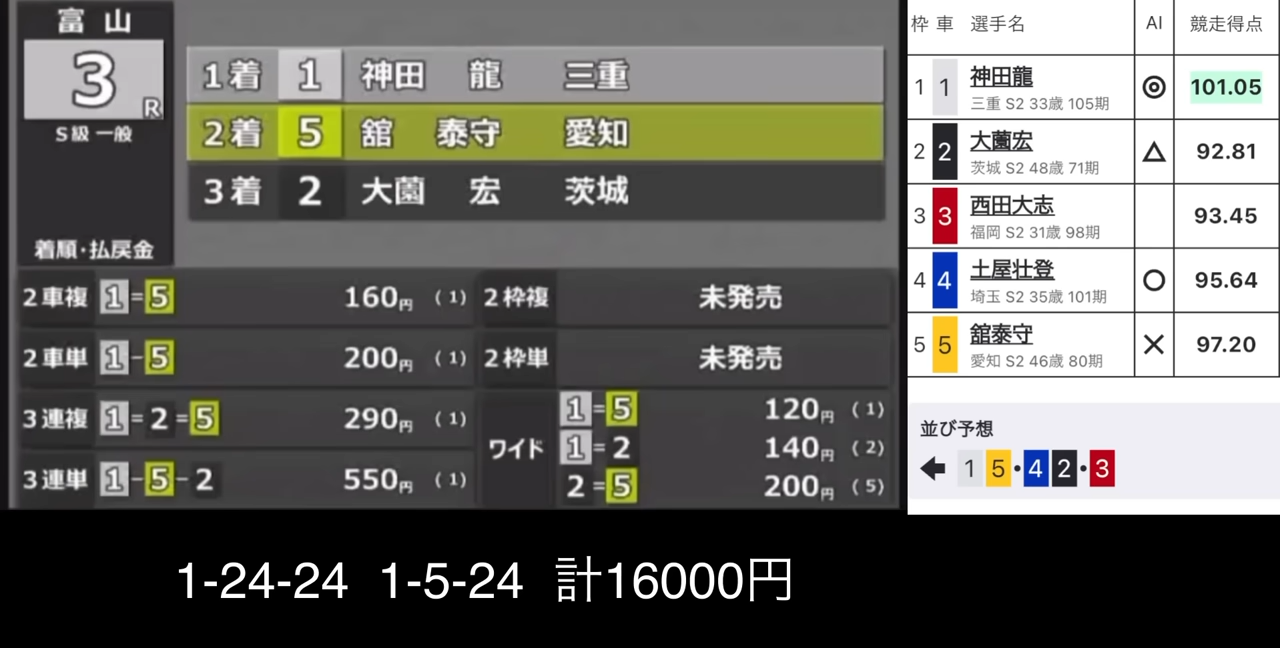 富山
3R
S級 一般
着順・払戻金
1着 1 神田 龍 三重
2着 5 舘 泰守 愛知
3着 2 大薗 宏 茨城
2車複 1=5 160円 (1)
2枠複 未発売
2車単 1-5 200円 (1)
2枠単 未発売
3連複 1=2=5 290円 (1)
3連単 1-5-2 550円 (1)
ワイド
1=5 120円 (1)
1=2 140円 (2)
2=5 200円 (5)
枠 車 選手名 AI 競走得点
1 1 神田龍 ◎ 101.05
三重 S2 33歳 105期
2 2 大薗宏 △ 92.81
茨城 S2 48歳 71期
3 3 西田大志 93.45
福岡 S2 31歳 98期
4 4 土屋壮登 ○ 95.64
埼玉 S2 35歳 101期
5 5 舘泰守 × 97.20
愛知 S2 46歳 80期
並び予想
← 1 5・4 2・3
1-24-24 1-5-24 計16000円